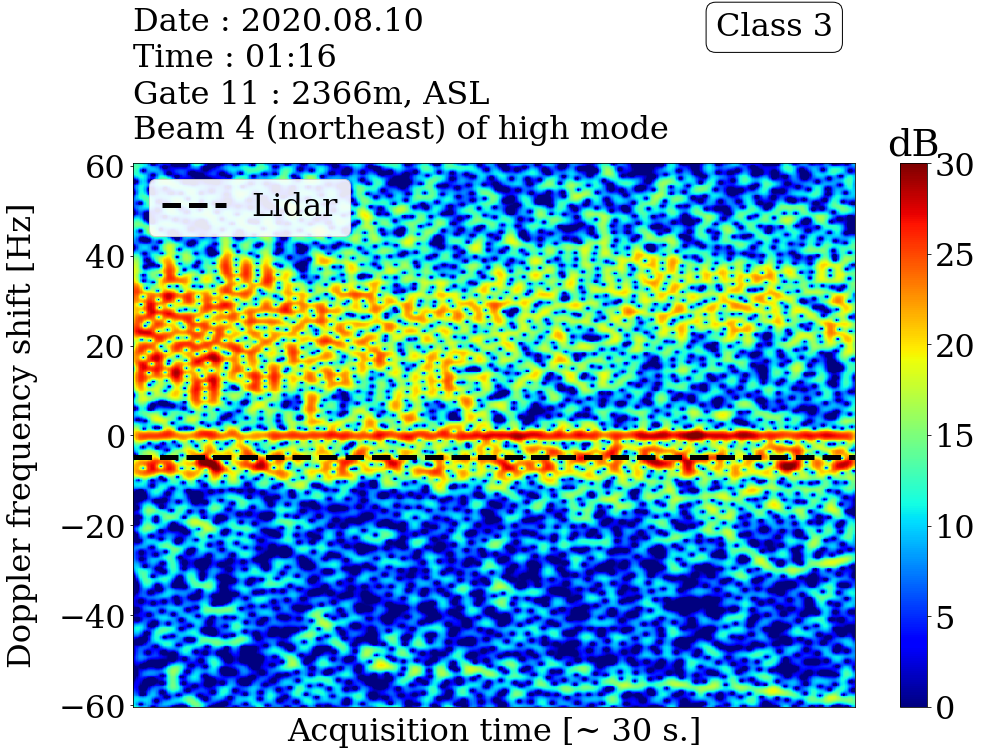 Date : 2020.08.10
Class 3
Time : 01:16
Gate 11 : 2366m, ASL
Beam 4 (northeast) of high mode
dB
60
40
20
0
−20
−40
−60
Doppler frequency shift [Hz]
Lidar
30
25
20
15
10
5
0
Acquisition time [~ 30 s.]